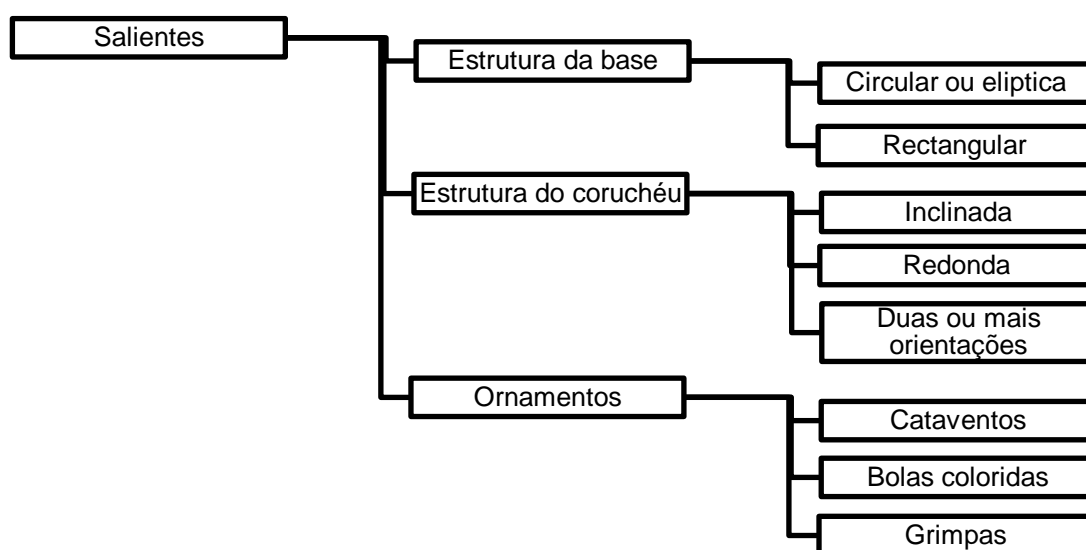 Salientes
Estrutura da base
Circular ou eliptica
Rectangular
Estrutura do coruchéu
Inclinada
Redonda
Duas ou mais
orientações
Ornamentos
Cataventos
Bolas coloridas
Grimpas